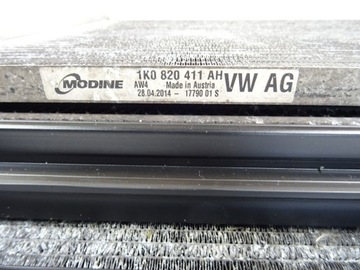 MODINE
1K0 820 411 AH VW AG
AW4 Made in Austria
28.04.2014 - 17790 01 S